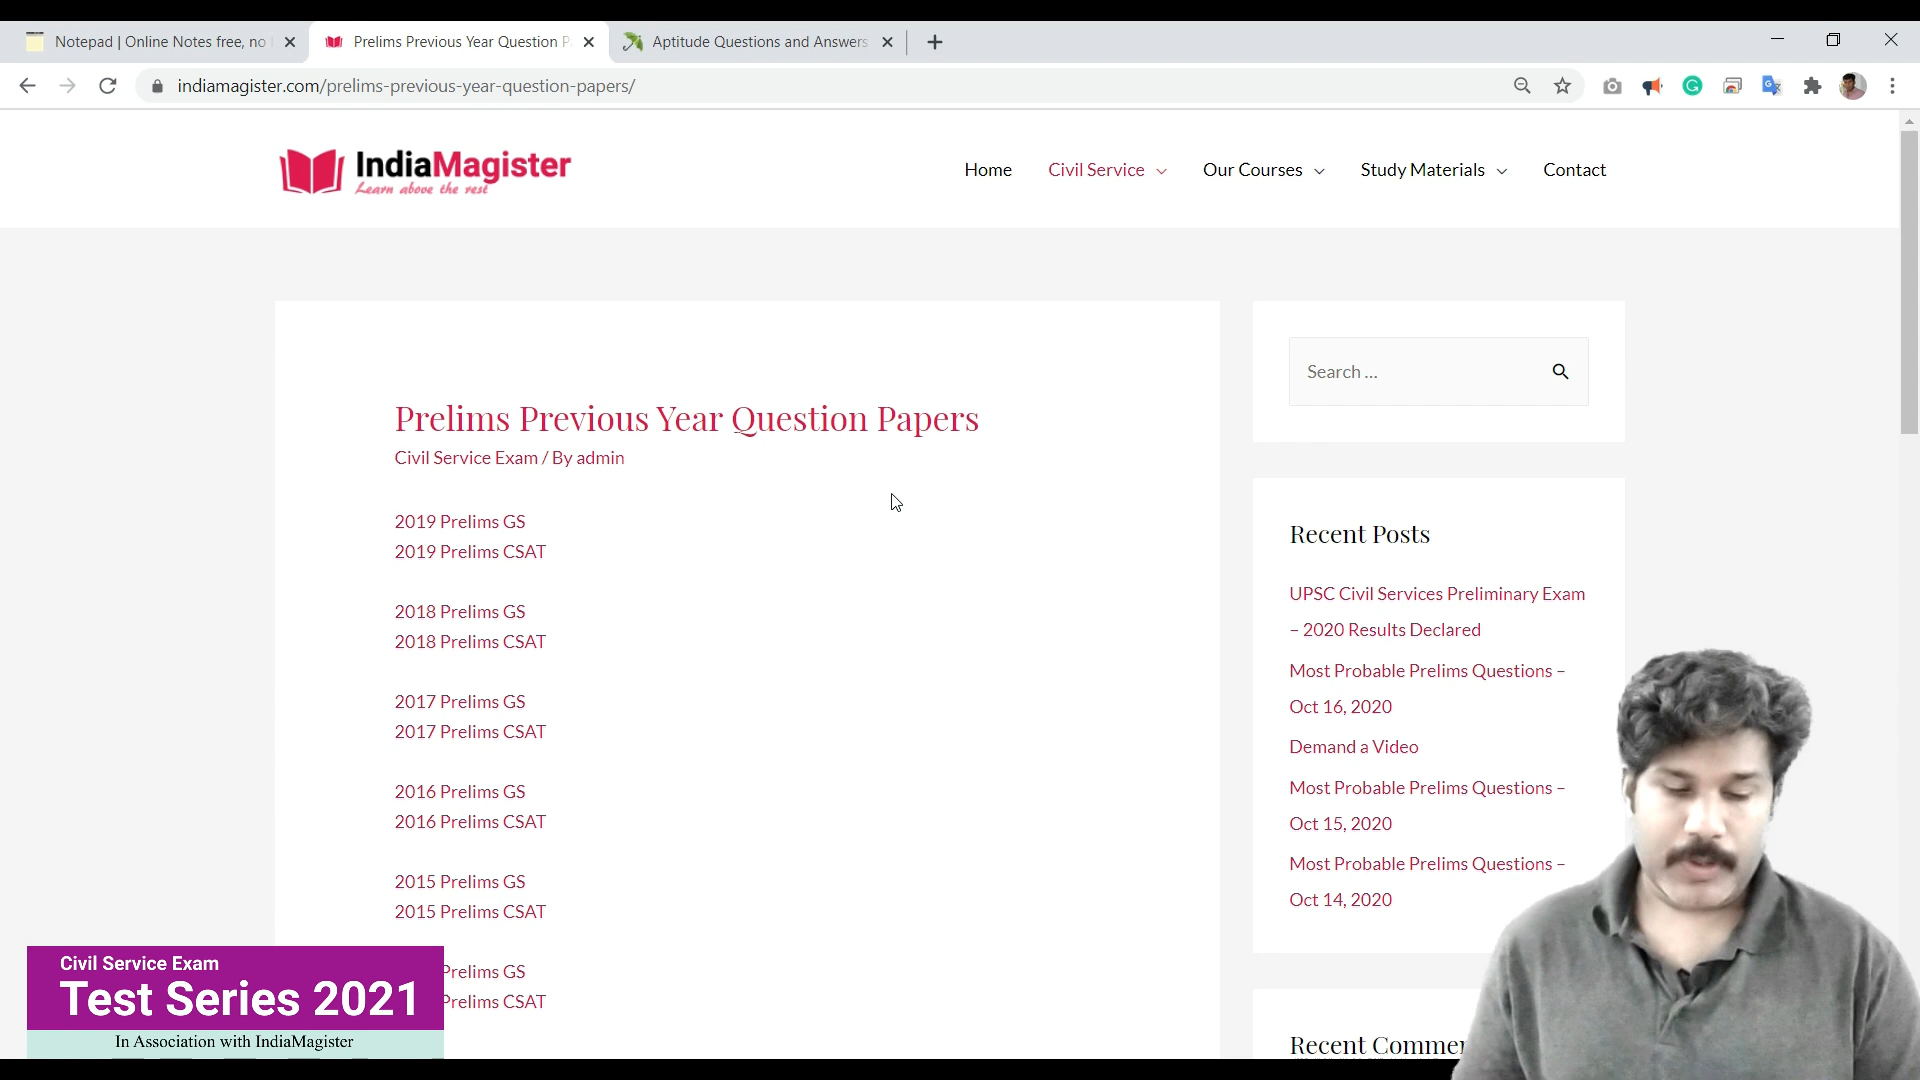 Notepad | Online Notes free, no
Prelims Previous Year Question P
Aptitude Questions and Answers
indiamagister.com/prelims-previous-year-question-papers/
IndiaMagister
Learn above the rest
Home
Civil Service
Our Courses
Study Materials
Contact
Search ...
Prelims Previous Year Question Papers
Civil Service Exam / By admin
2019 Prelims GS
2019 Prelims CSAT
2018 Prelims GS
2018 Prelims CSAT
2017 Prelims GS
2017 Prelims CSAT
2016 Prelims GS
2016 Prelims CSAT
2015 Prelims GS
2015 Prelims CSAT
Prelims GS
Prelims CSAT
Recent Posts
UPSC Civil Services Preliminary Exam
– 2020 Results Declared
Most Probable Prelims Questions –
Oct 16, 2020
Demand a Video
Most Probable Prelims Questions –
Oct 15, 2020
Most Probable Prelims Questions –
Oct 14, 2020
Recent Commen
Civil Service Exam
Test Series 2021
In Association with IndiaMagister